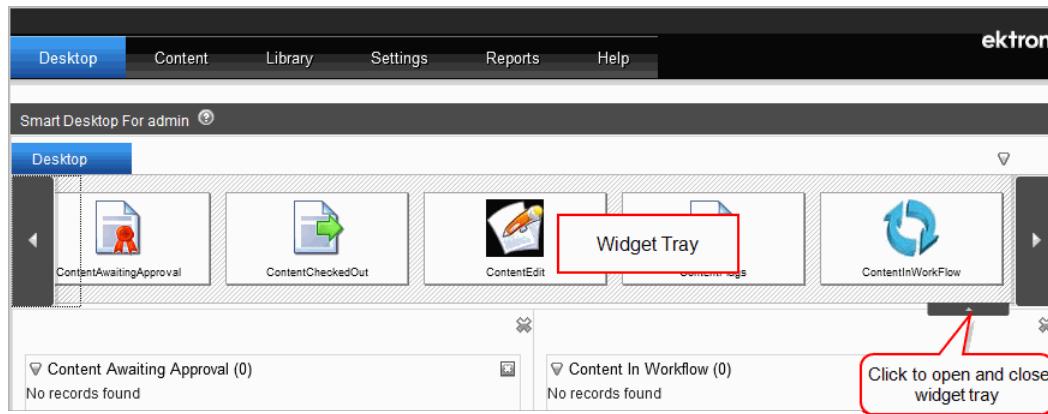 ektron
Desktop Content Library Settings Reports Help
Smart Desktop For admin
Desktop
Widget Tray
ContentAwaitingApproval ContentCheckedOut ContentEdit ContentInWorkFlow
Content Awaiting Approval (0) Content In Workflow (0)
No records found No records found
Click to open and close
widget tray